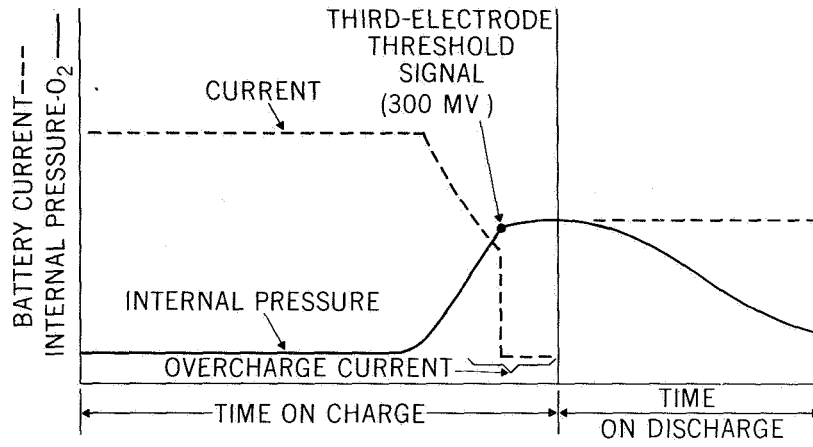 THIRD-ELECTRODE
THRESHOLD
SIGNAL
(300 MV)
CURRENT
BATTERY CURRENT---
INTERNAL PRESSURE-O₂ —
INTERNAL PRESSURE
OVERCHARGE CURRENT
TIME ON CHARGE
TIME
ON DISCHARGE